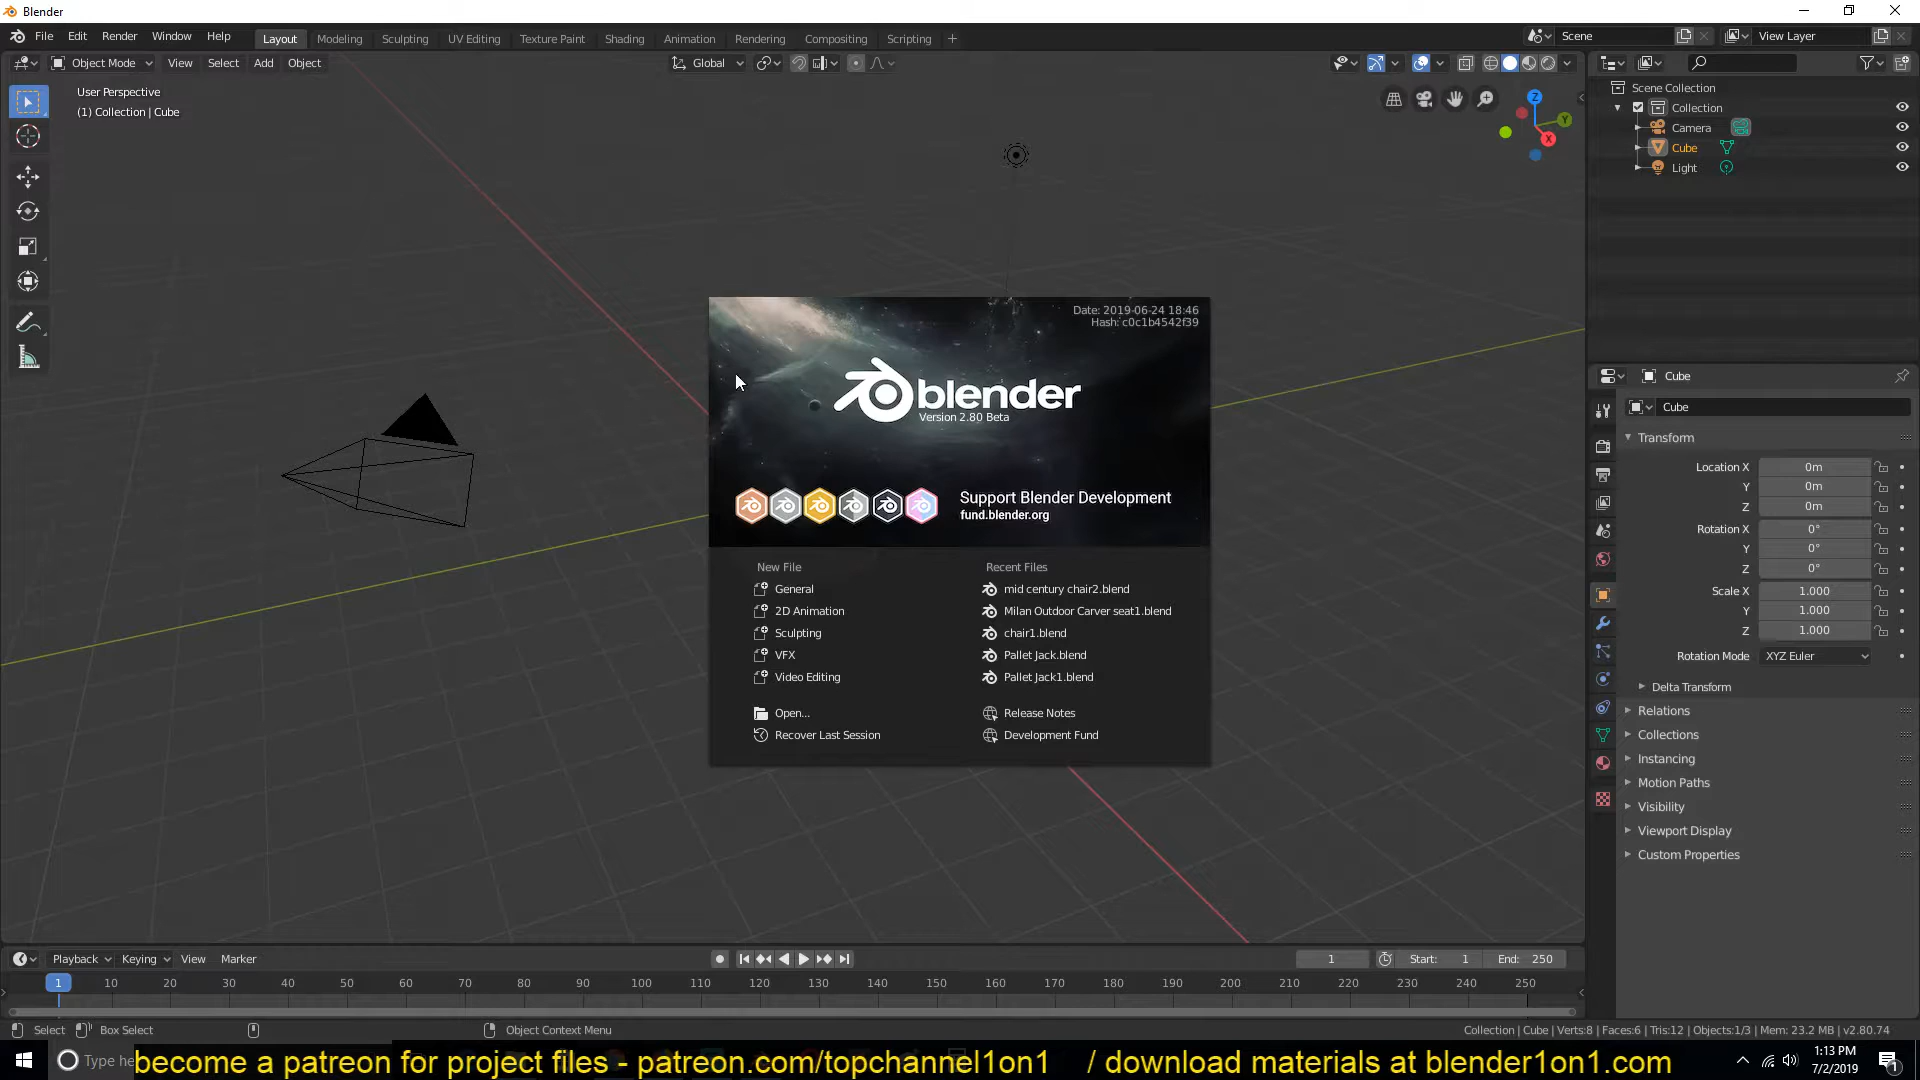 Blender
File Edit Render Window Help
Layout Modeling Sculpting UV Editing Texture Paint Shading Animation Rendering Compositing Scripting +
Scene
View Layer
Object Mode View Select Add Object
Global
User Perspective
(1) Collection | Cube
Z
Y
X
Scene Collection
Collection
Camera
Cube
Light
Date: 2019-06-24 18:46
Hash: c0c1b4542f39
blender
Version 2.80 Beta
Support Blender Development
fund.blender.org
New File
General
2D Animation
Sculpting
VFX
Video Editing
Open...
Recover Last Session
Recent Files
mid century chair2.blend
Milan Outdoor Carver seat1.blend
chair1.blend
Pallet Jack.blend
Pallet Jack1.blend
Release Notes
Development Fund
Cube
Cube
Transform
Location X 0m
Y 0m
Z 0m
Rotation X 0°
Y 0°
Z 0°
Scale X 1.000
Y 1.000
Z 1.000
Rotation Mode XYZ Euler
Delta Transform
Relations
Collections
Instancing
Motion Paths
Visibility
Viewport Display
Custom Properties
Playback Keying View Marker
1
Start: 1
End: 250
1 10 20 30 40 50 60 70 80 90 100 110 120 130 140 150 160 170 180 190 200 210 220 230 240 250
Select Box Select Object Context Menu
Collection | Cube | Verts:8 | Faces:6 | Tris:12 | Objects:1/3 | Mem: 23.2 MB | v2.80.74
Type he
become a patreon for project files - patreon.com/topchannel1on1 / download materials at blender1on1.com
1:13 PM
7/2/2019
1